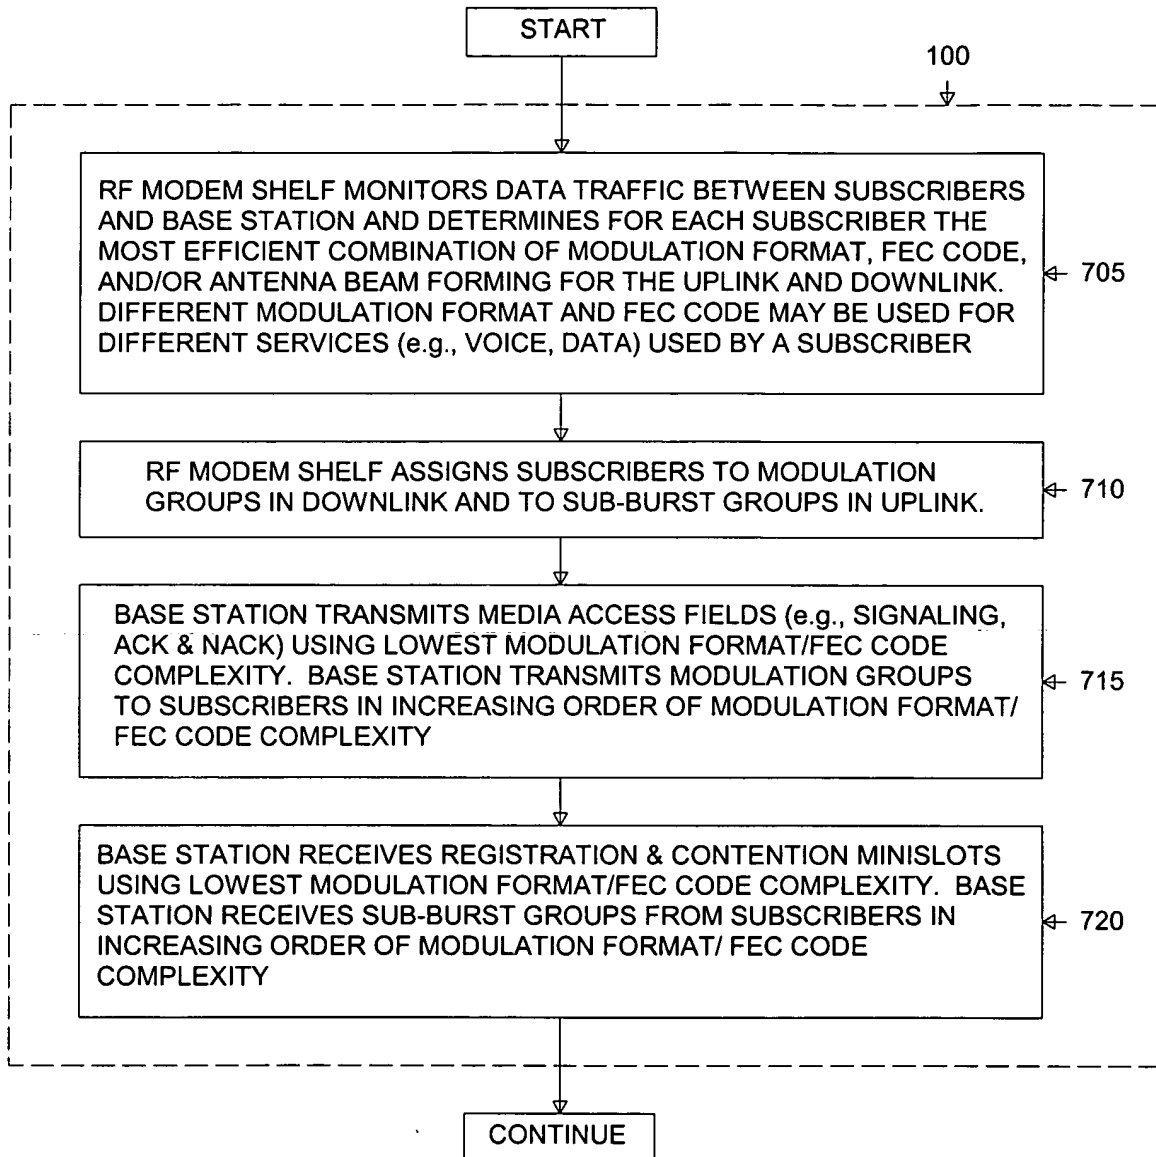 START
100
RF MODEM SHELF MONITORS DATA TRAFFIC BETWEEN SUBSCRIBERS
AND BASE STATION AND DETERMINES FOR EACH SUBSCRIBER THE
MOST EFFICIENT COMBINATION OF MODULATION FORMAT, FEC CODE,
AND/OR ANTENNA BEAM FORMING FOR THE UPLINK AND DOWNLINK.
DIFFERENT MODULATION FORMAT AND FEC CODE MAY BE USED FOR
DIFFERENT SERVICES (e.g., VOICE, DATA) USED BY A SUBSCRIBER
705
RF MODEM SHELF ASSIGNS SUBSCRIBERS TO MODULATION
GROUPS IN DOWNLINK AND TO SUB-BURST GROUPS IN UPLINK.
710
BASE STATION TRANSMITS MEDIA ACCESS FIELDS (e.g., SIGNALING,
ACK & NACK) USING LOWEST MODULATION FORMAT/FEC CODE
COMPLEXITY. BASE STATION TRANSMITS MODULATION GROUPS
TO SUBSCRIBERS IN INCREASING ORDER OF MODULATION FORMAT/
FEC CODE COMPLEXITY
715
BASE STATION RECEIVES REGISTRATION & CONTENTION MINISLOTS
USING LOWEST MODULATION FORMAT/FEC CODE COMPLEXITY. BASE
STATION RECEIVES SUB-BURST GROUPS FROM SUBSCRIBERS IN
INCREASING ORDER OF MODULATION FORMAT/ FEC CODE
COMPLEXITY
720
CONTINUE